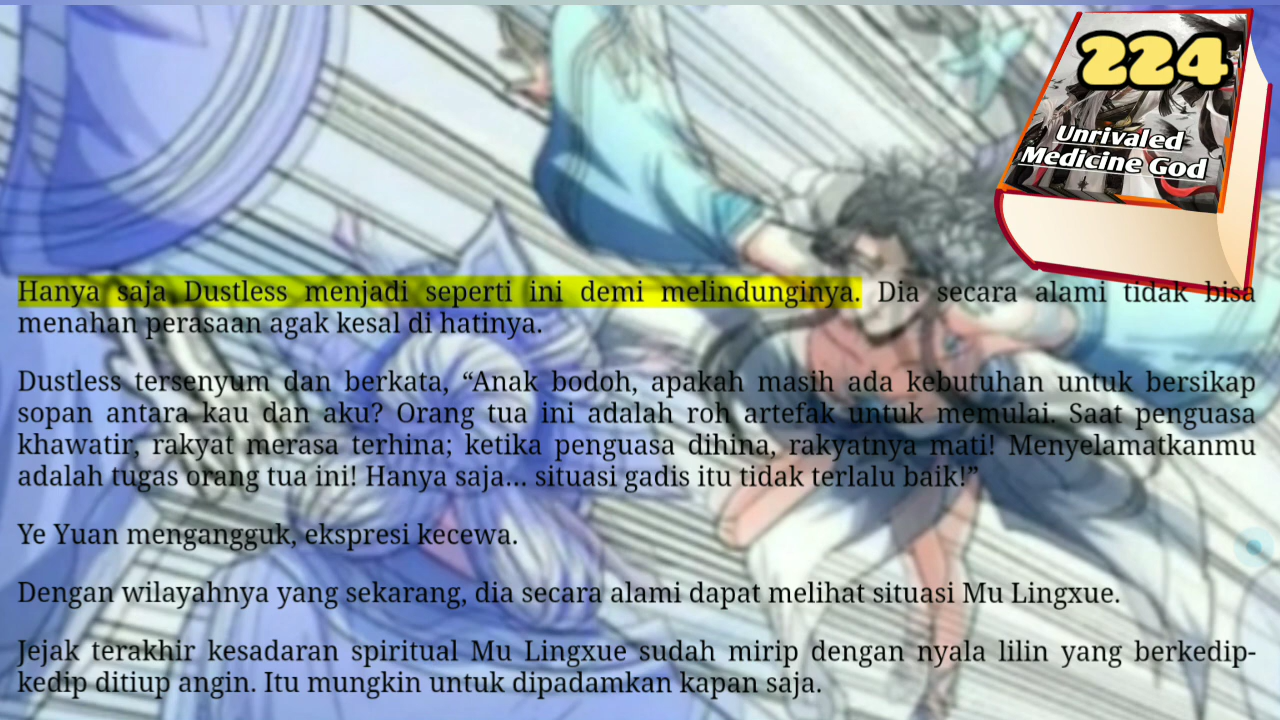 224
Unrivaled
Medicine God
Hanya saja Dustless menjadi seperti ini demi melindunginya. Dia secara alami tidak bisa
menahan perasaan agak kesal di hatinya.
Dustless tersenyum dan berkata, “Anak bodoh, apakah masih ada kebutuhan untuk bersikap
sopan antara kau dan aku? Orang tua ini adalah roh artefak untuk memulai. Saat penguasa
khawatir, rakyat merasa terhina; ketika penguasa dihina, rakyatnya mati! Menyelamatkanmu
adalah tugas orang tua ini! Hanya saja... situasi gadis itu tidak terlalu baik!”
Ye Yuan mengangguk, ekspresi kecewa.
Dengan wilayahnya yang sekarang, dia secara alami dapat melihat situasi Mu Lingxue.
Jejak terakhir kesadaran spiritual Mu Lingxue sudah mirip dengan nyala lilin yang berkedip-
kedip ditiup angin. Itu mungkin untuk dipadamkan kapan saja.